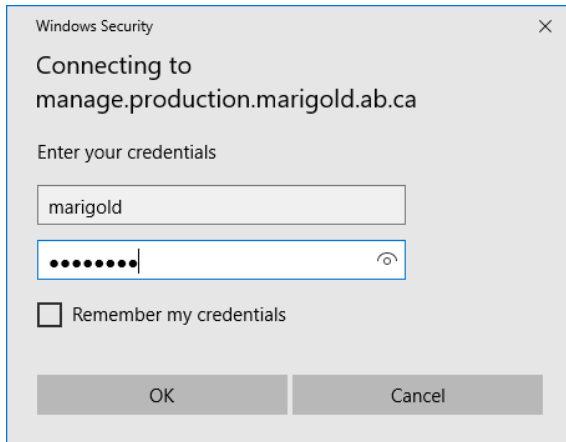 Windows Security
Connecting to
manage.production.marigold.ab.ca
Enter your credentials
marigold
••••••••
Remember my credentials
OK
Cancel